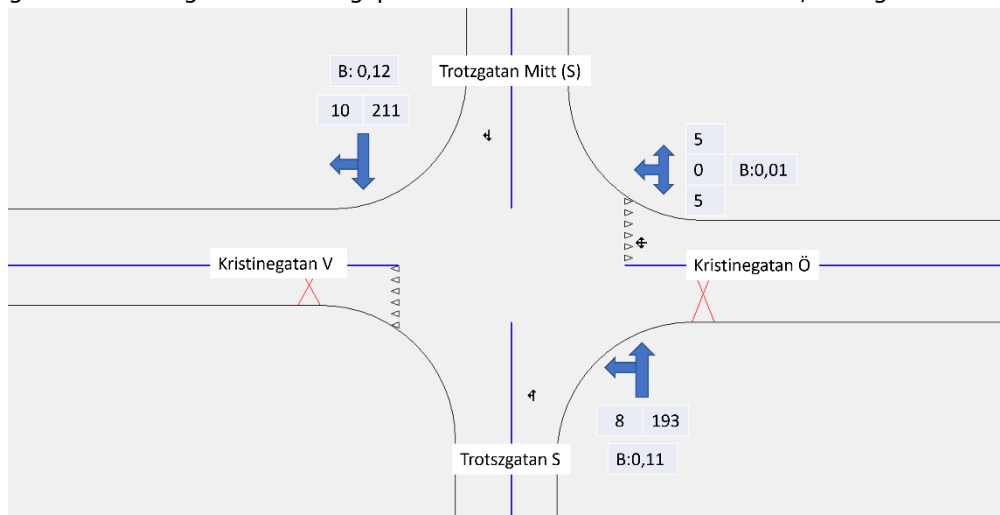 B: 0,12
Trotzgatan Mitt (S)
10 211
5
0 B:0,01
5
Kristinegatan V
Kristinegatan Ö
8 193
Trotszgatan S
B:0,11